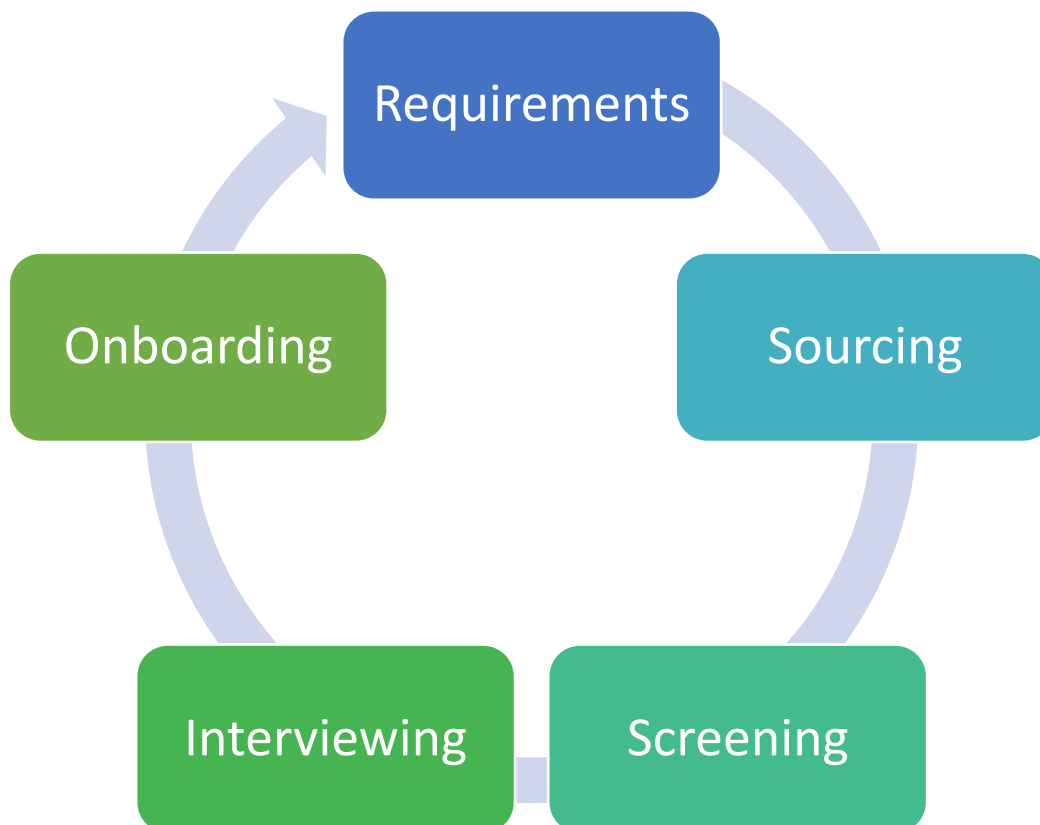 Requirements
Sourcing
Screening
Interviewing
Onboarding